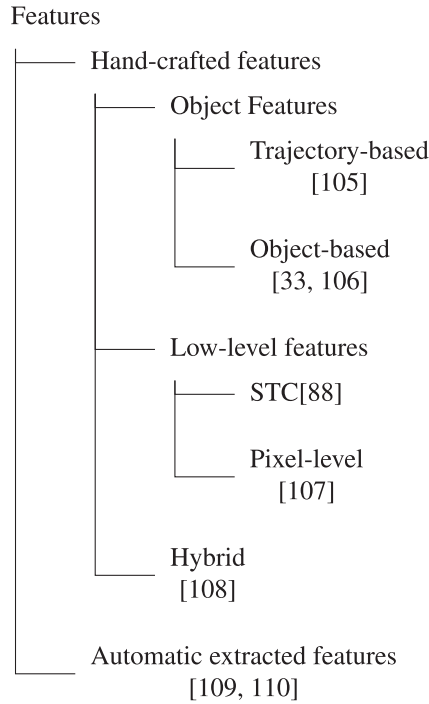 Features
Hand-crafted features
Object Features
Trajectory-based
[105]
Object-based
[33, 106]
Low-level features
STC[88]
Pixel-level
[107]
Hybrid
[108]
Automatic extracted features
[109, 110]